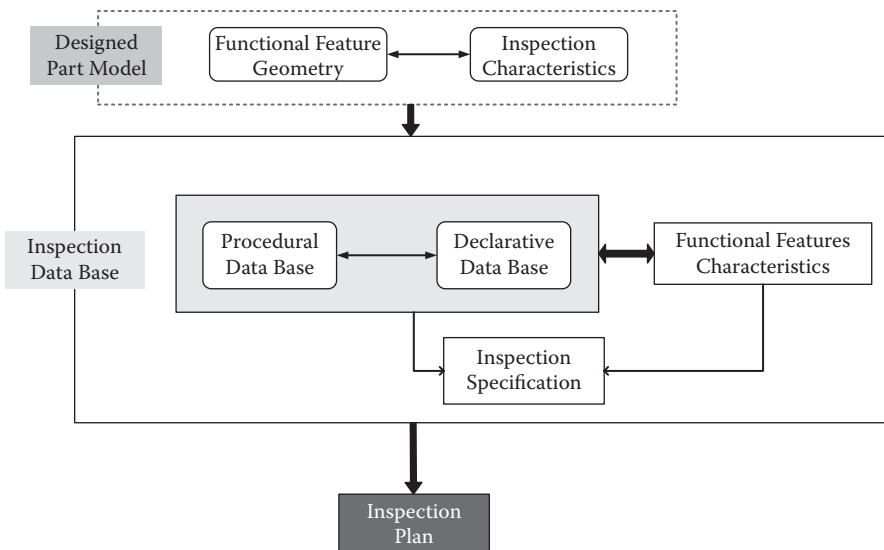 Designed
Part Model
Functional Feature
Geometry
Inspection
Characteristics
Inspection
Data Base
Procedural
Data Base
Declarative
Data Base
Functional Features
Characteristics
Inspection
Specification
Inspection
Plan